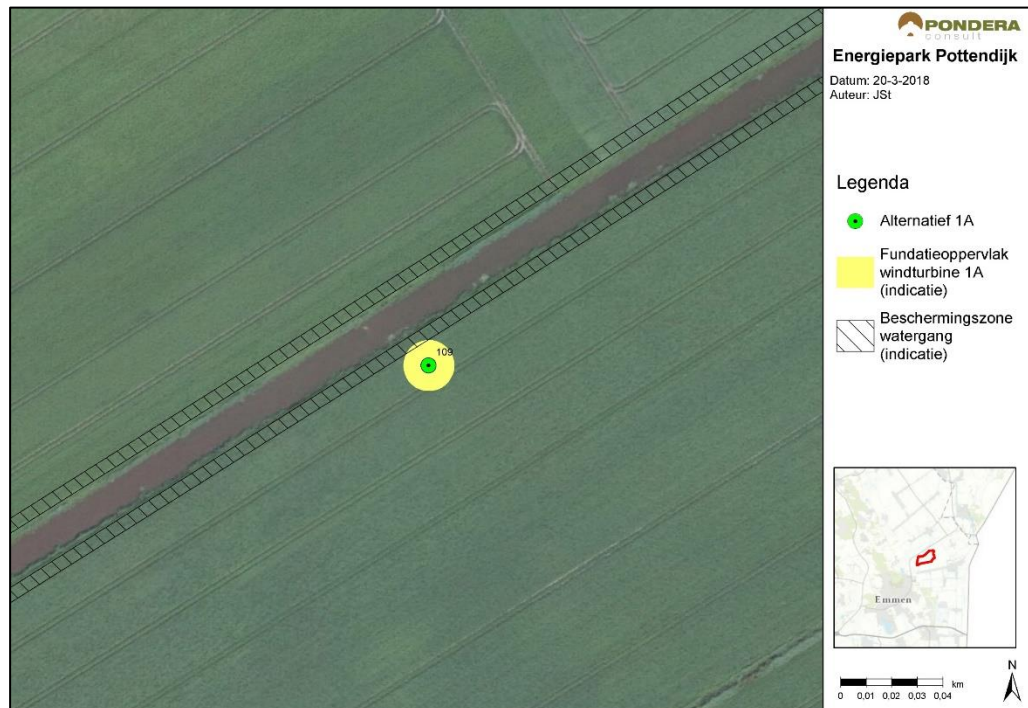 PONDERA
consult
Energiepark Pottendijk
Datum: 20-3-2018
Auteur: JSt
Legenda
Alternatief 1A
Fundatieoppervlak
windturbine 1A
(indicatie)
Beschermingszone
watergang
(indicatie)
109
Emmen
N
km
0 0,01 0,02 0,03 0,04